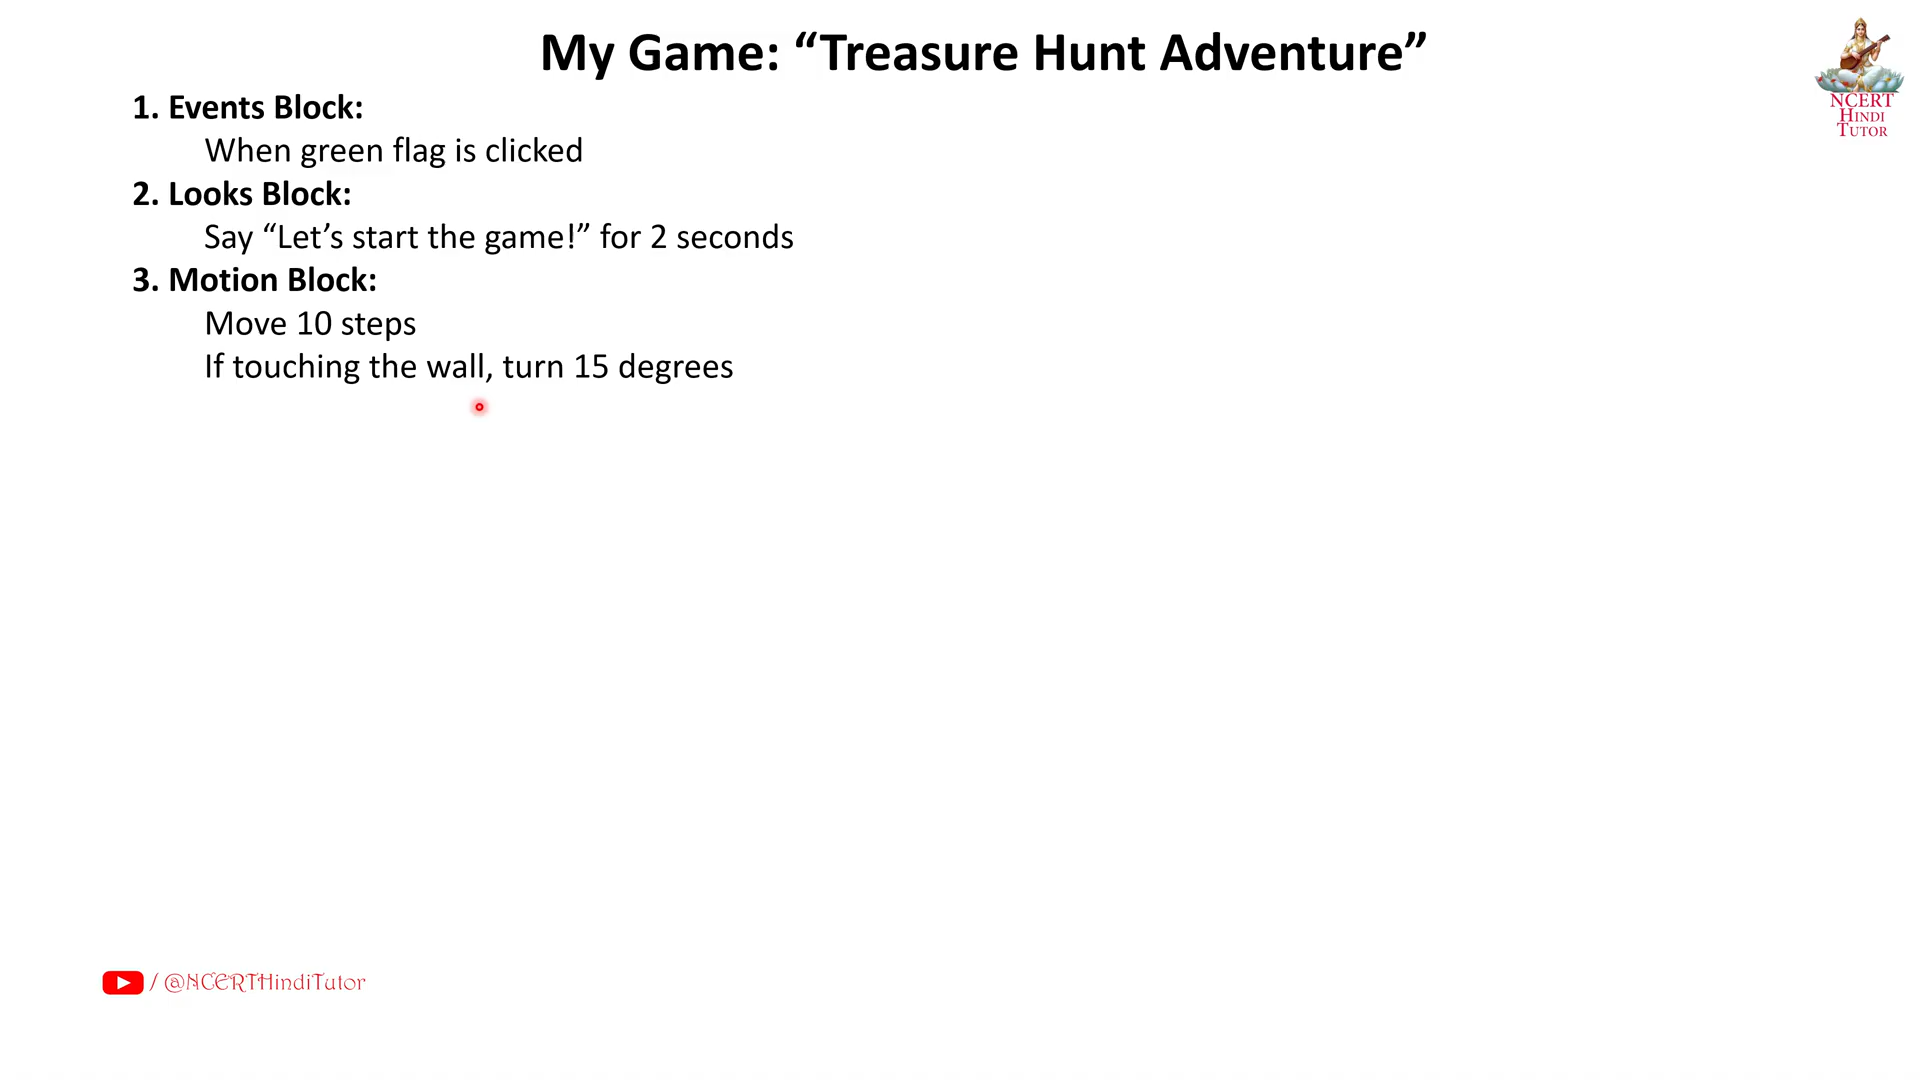 My Game: “Treasure Hunt Adventure”
NCERT
HINDI
TUTOR
1. Events Block:
When green flag is clicked
2. Looks Block:
Say “Let’s start the game!” for 2 seconds
3. Motion Block:
Move 10 steps
If touching the wall, turn 15 degrees
/ @NCERTHindiTutor